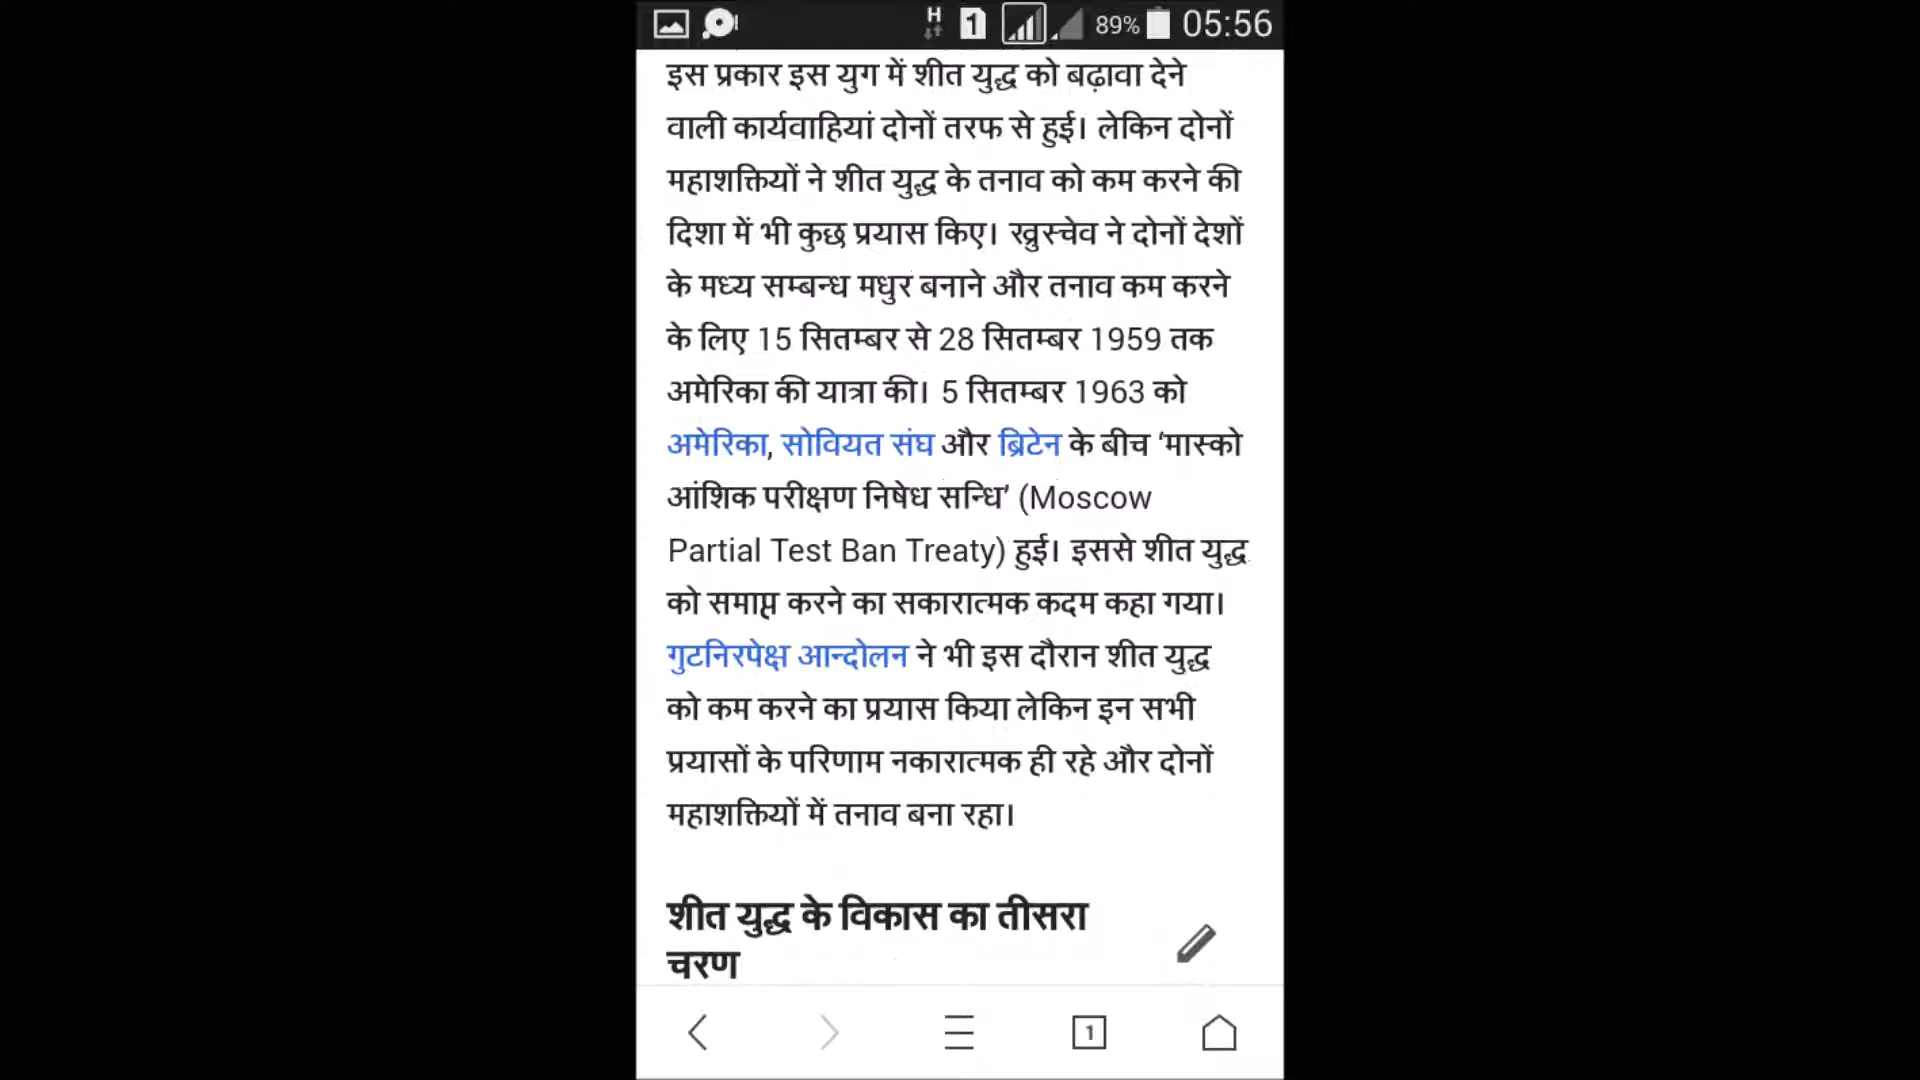 H 1 89% 05:56
इस प्रकार इस युग में शीत युद्ध को बढ़ावा देने
वाली कार्यवाहियां दोनों तरफ से हुई। लेकिन दोनों
महाशक्तियों ने शीत युद्ध के तनाव को कम करने की
दिशा में भी कुछ प्रयास किए। ख्रुस्चेव ने दोनों देशों
के मध्य सम्बन्ध मधुर बनाने और तनाव कम करने
के लिए 15 सितम्बर से 28 सितम्बर 1959 तक
अमेरिका की यात्रा की। 5 सितम्बर 1963 को
अमेरिका, सोवियत संघ और ब्रिटेन के बीच ‘मास्को
आंशिक परीक्षण निषेध सन्धि’ (Moscow
Partial Test Ban Treaty) हुई। इससे शीत युद्ध
को समाप्त करने का सकारात्मक कदम कहा गया।
गुटनिरपेक्ष आन्दोलन ने भी इस दौरान शीत युद्ध
को कम करने का प्रयास किया लेकिन इन सभी
प्रयासों के परिणाम नकारात्मक ही रहे और दोनों
महाशक्तियों में तनाव बना रहा।
शीत युद्ध के विकास का तीसरा
चरण
1